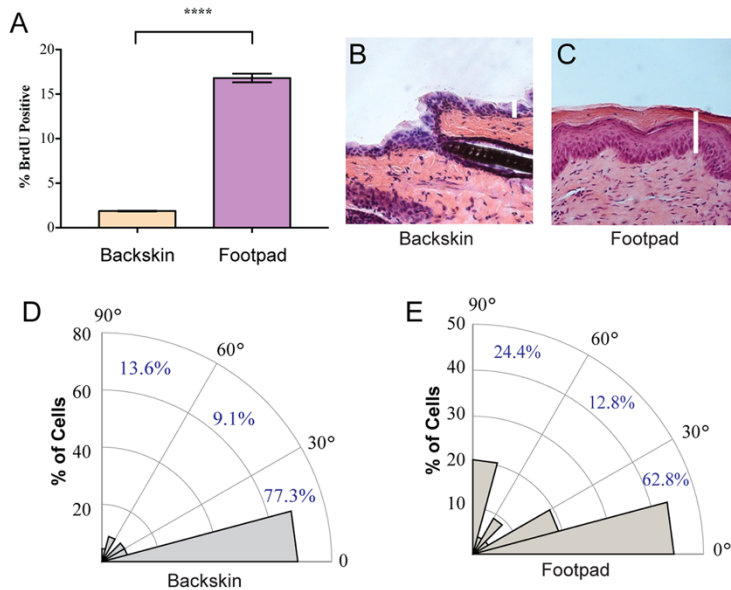 A
****
% BrdU Positive
20
15
10
5
0
Backskin
Footpad
B
Backskin
C
Footpad
D
90°
80
60
40
20
% of Cells
60°
30°
0
13.6%
9.1%
77.3%
Backskin
E
90°
50
40
30
20
10
% of Cells
60°
30°
0°
24.4%
12.8%
62.8%
Footpad